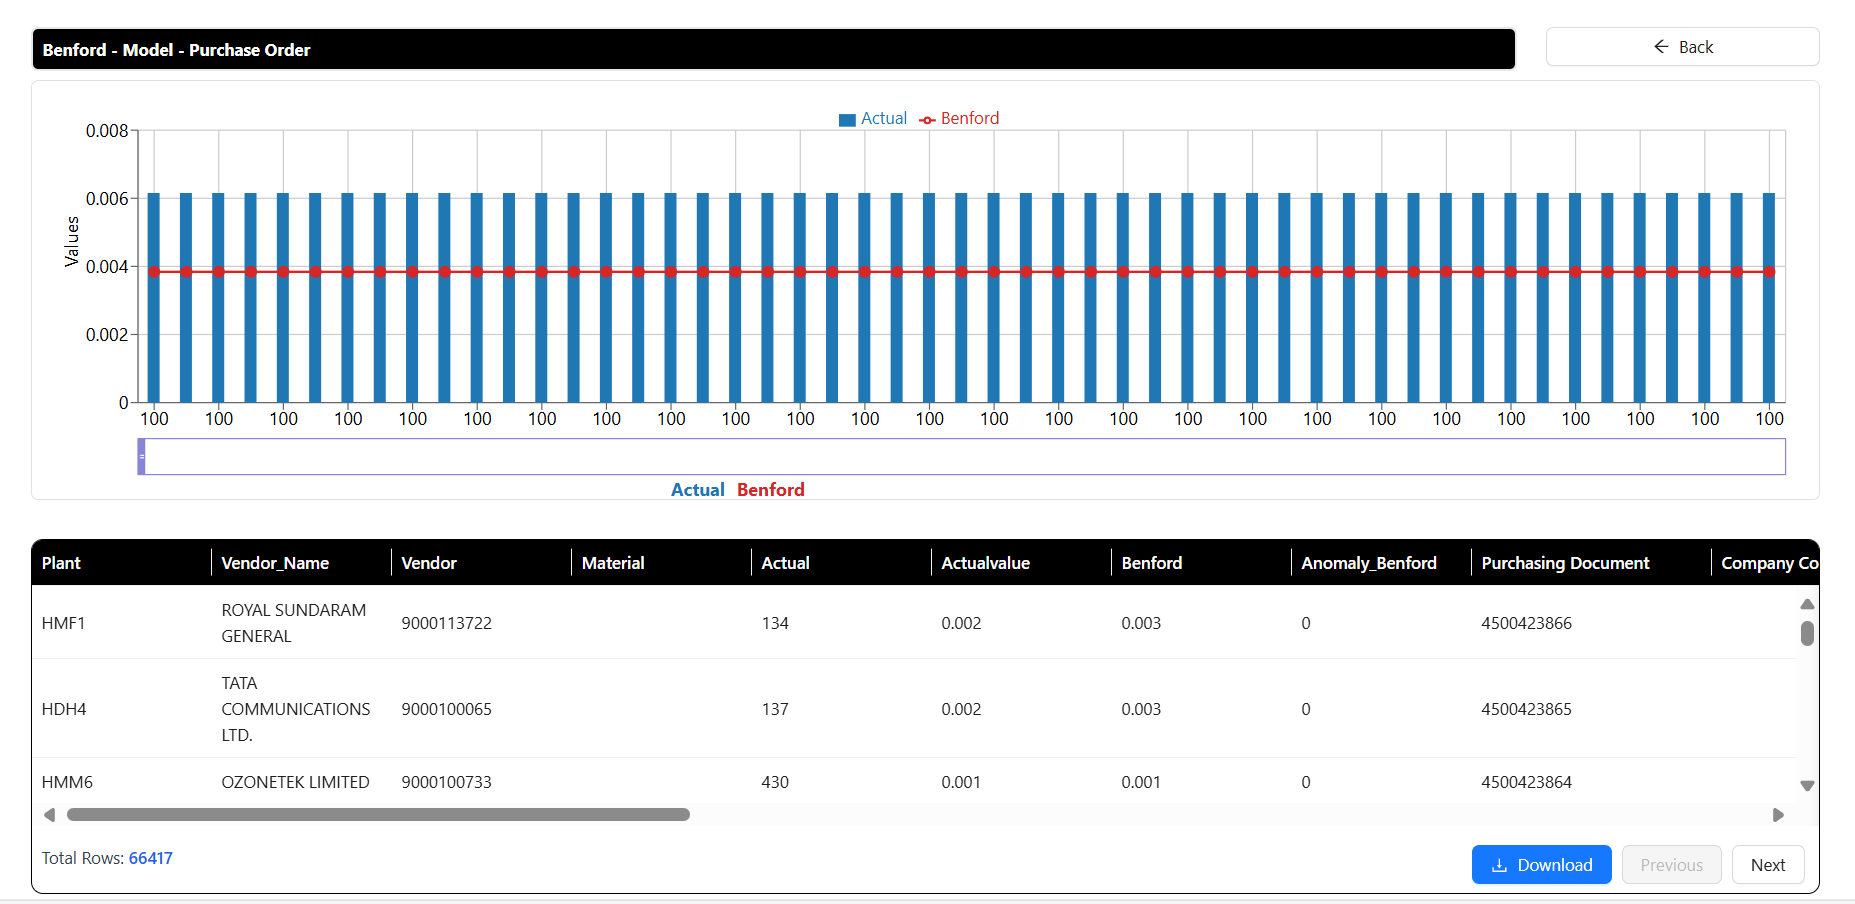 Benford - Model - Purchase Order
Back
Actual Benford
0.008
0.006
0.004
0.002
0
Values
100 100 100 100 100 100 100 100 100 100 100 100 100 100 100 100 100 100 100 100 100 100 100 100 100 100
Actual Benford
Plant Vendor_Name Vendor Material Actual Actualvalue Benford Anomaly_Benford Purchasing Document Company Co
HMF1 ROYAL SUNDARAM GENERAL 9000113722 134 0.002 0.003 0 4500423866
HDH4 TATA COMMUNICATIONS LTD. 9000100065 137 0.002 0.003 0 4500423865
HMM6 OZONETEK LIMITED 9000100733 430 0.001 0.001 0 4500423864
Total Rows: 66417
Download Previous Next